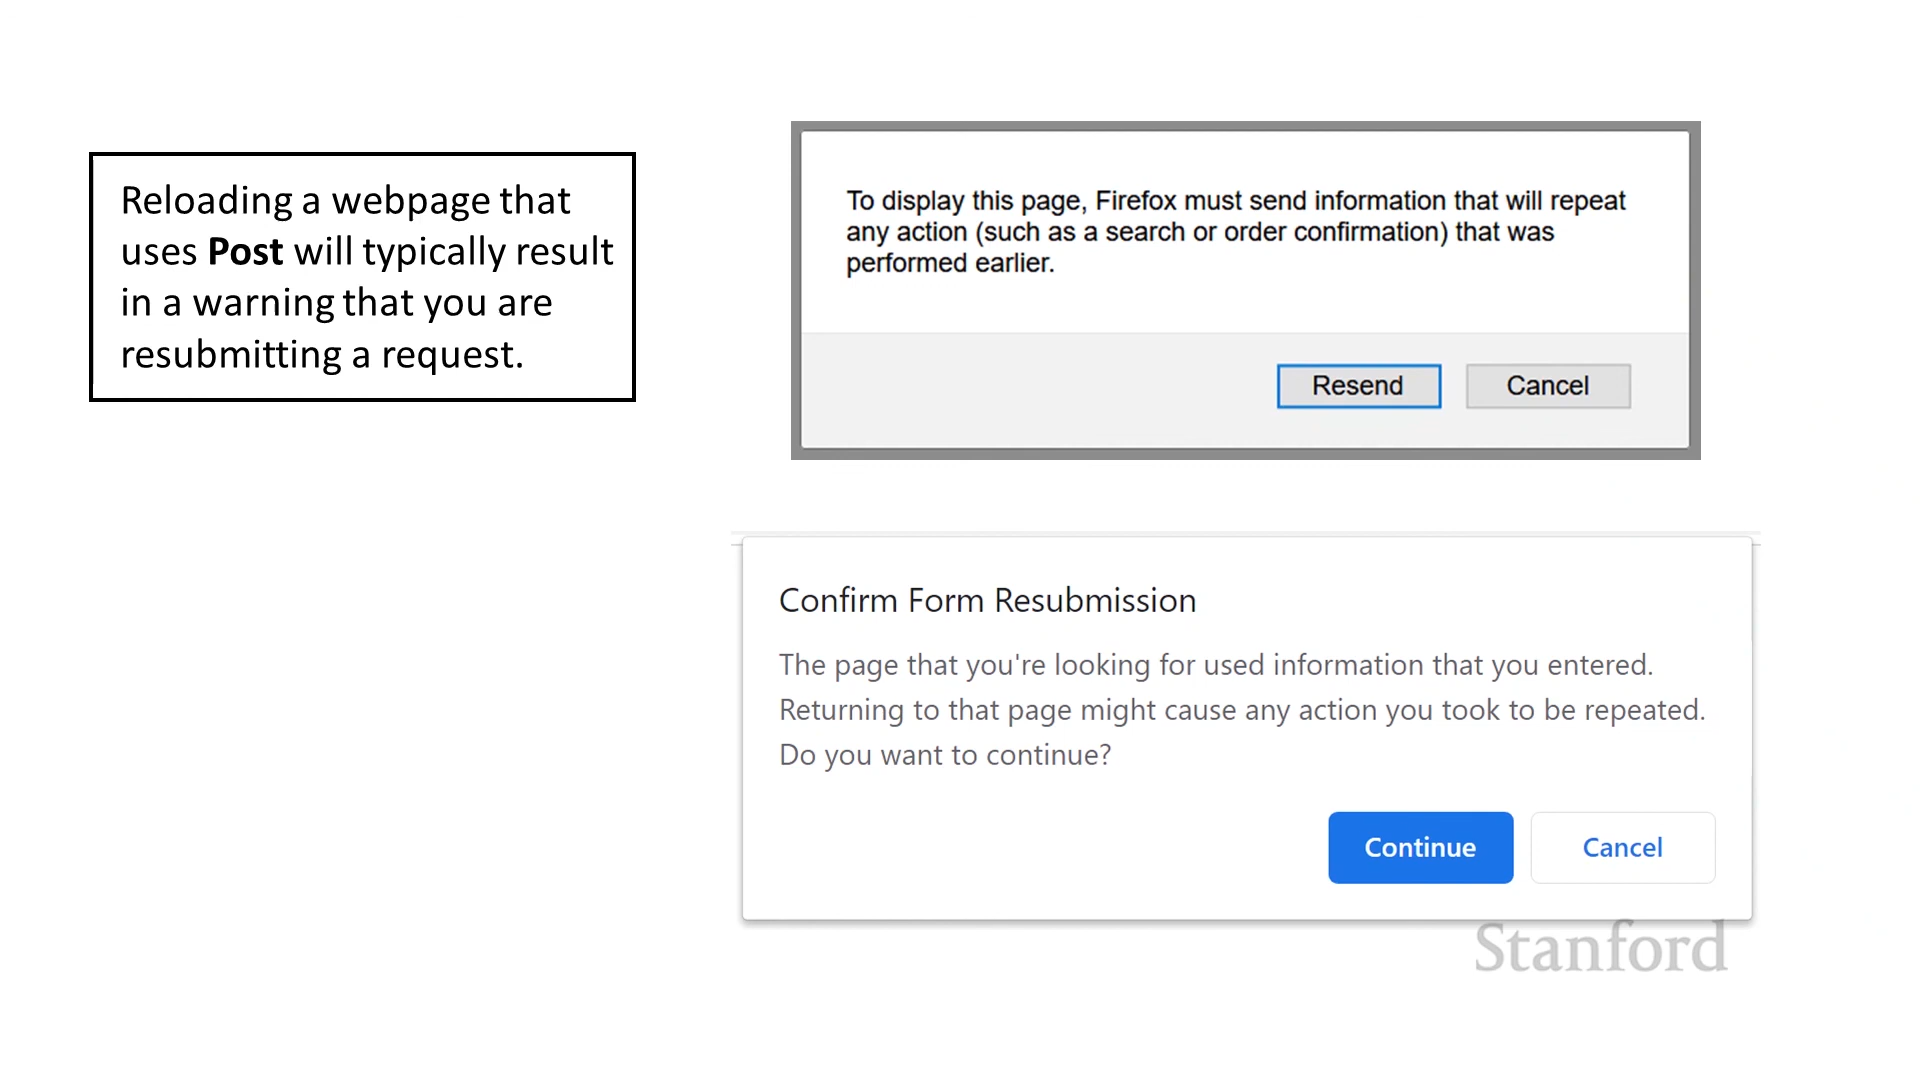 Reloading a webpage that
uses Post will typically result
in a warning that you are
resubmitting a request.
To display this page, Firefox must send information that will repeat
any action (such as a search or order confirmation) that was
performed earlier.
Resend
Cancel
Confirm Form Resubmission
The page that you're looking for used information that you entered.
Returning to that page might cause any action you took to be repeated.
Do you want to continue?
Continue
Cancel
Stanford